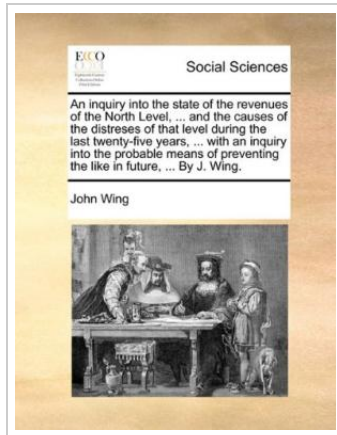 ECCO
Social Sciences
An inquiry into the state of the revenues
of the North Level, ... and the causes of
the distreses of that level during the
last twenty-five years, ... with an inquiry
into the probable means of preventing
the like in future, ... By J. Wing.
John Wing